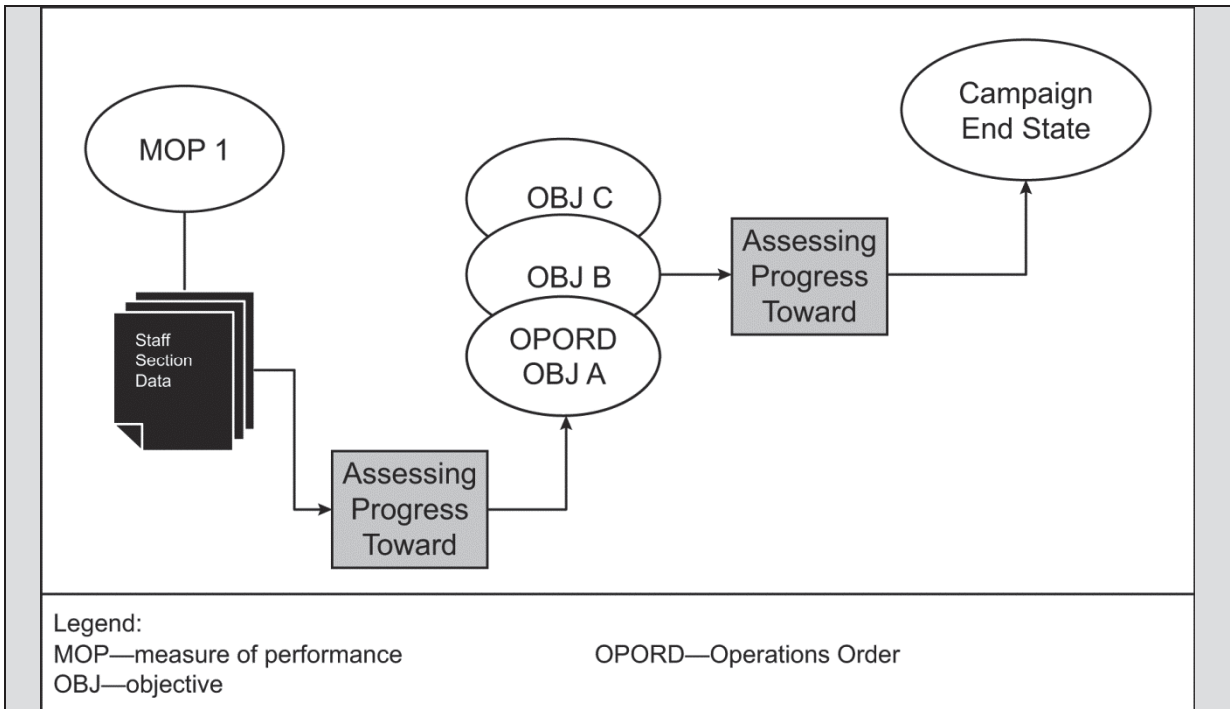 MOP 1
Staff
Section
Data
Assessing
Progress
Toward
OBJ C
OBJ B
OPORD
OBJ A
Assessing
Progress
Toward
Campaign
End State
Legend:
MOP—measure of performance
OBJ—objective
OPORD—Operations Order